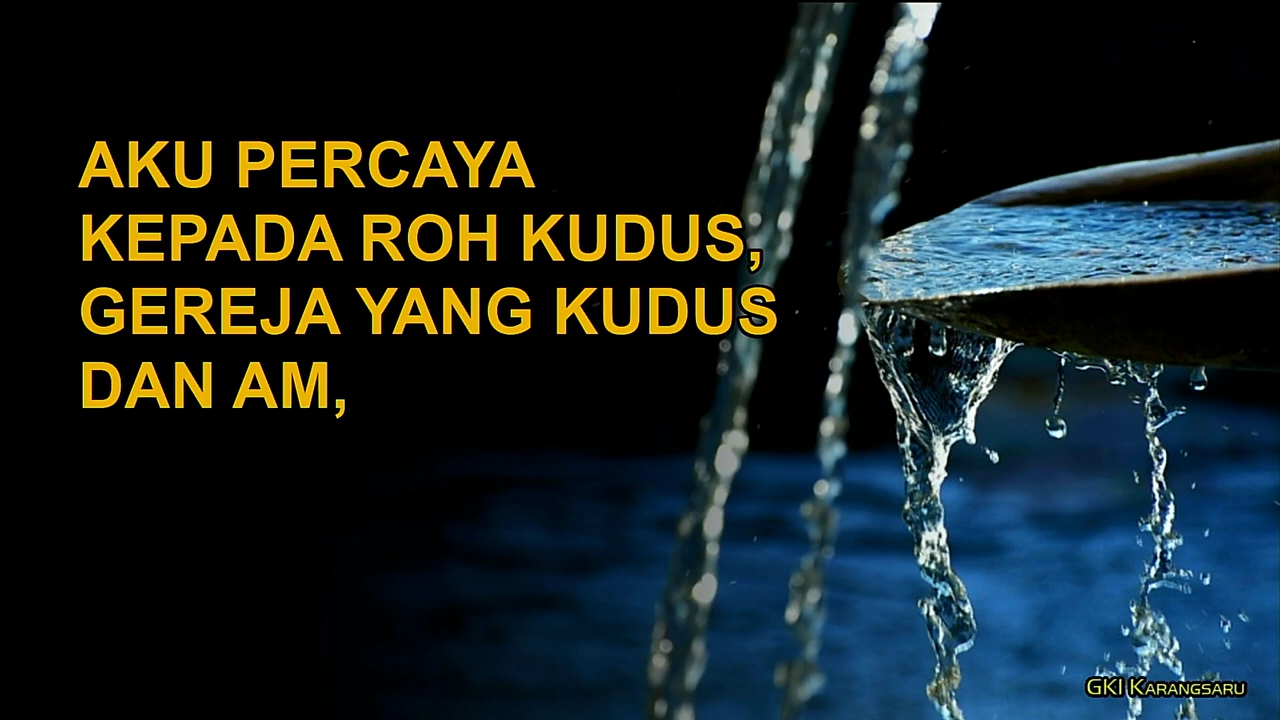 AKU PERCAYA
KEPADA ROH KUDUS,
GEREJA YANG KUDUS
DAN AM,
GKI KARANGSARU